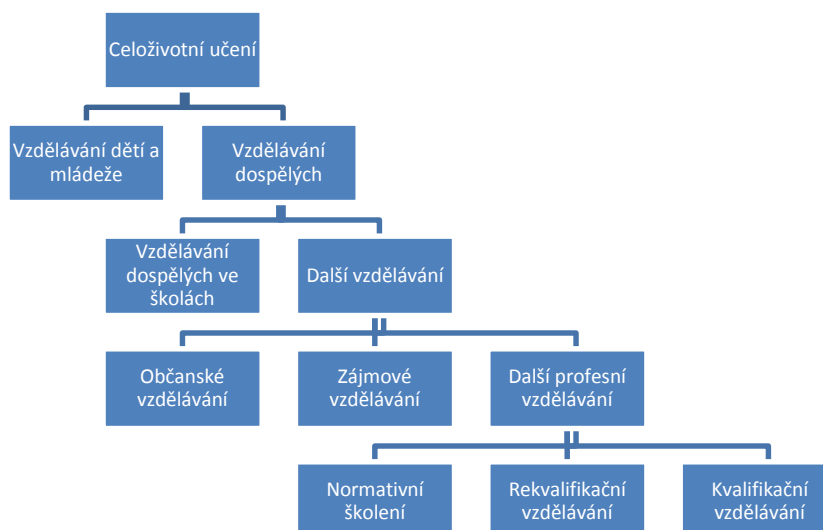 Celoživotní učení
Vzdělávání dětí a
mládeže
Vzdělávání
dospělých
Vzdělávání
dospělých ve
školách
Další vzdělávání
Občanské
vzdělávání
Zájmové
vzdělávání
Další profesní
vzdělávání
Normativní
školení
Rekvalifikační
vzdělávání
Kvalifikační
vzdělávání